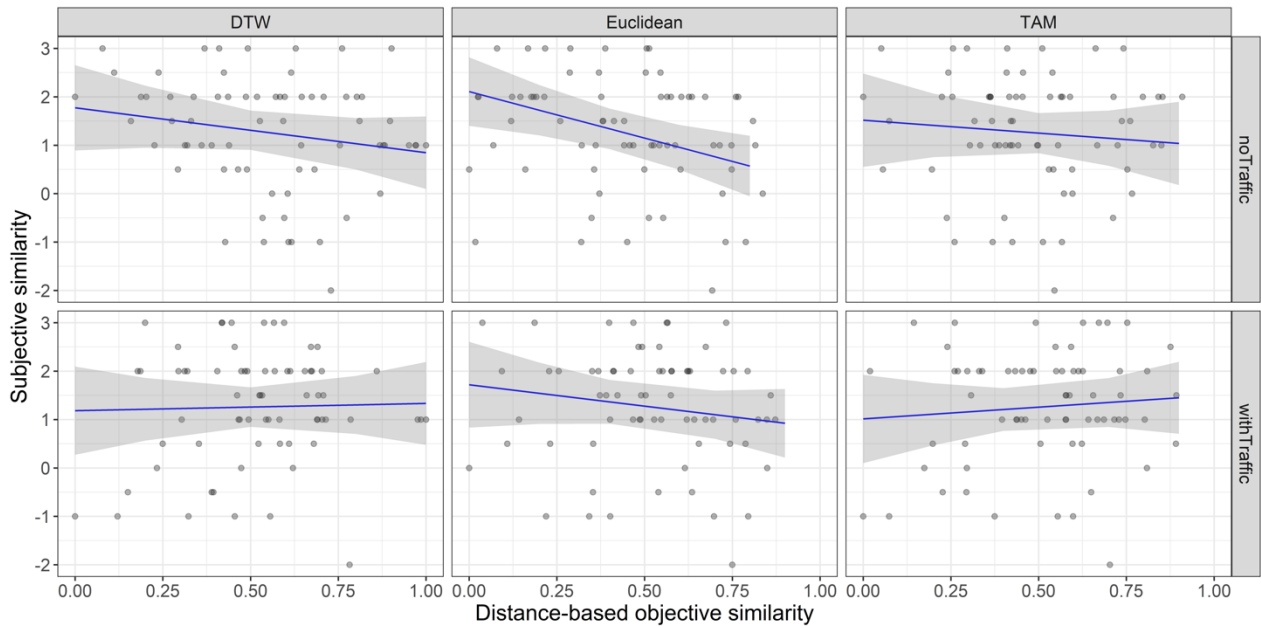 DTW
Euclidean
TAM
Subjective similarity
3
2
1
0
-1
-2
noTraffic
3
2
1
0
-1
-2
withTraffic
0.00 0.25 0.50 0.75 1.00 0.00 0.25 0.50 0.75 1.00 0.00 0.25 0.50 0.75 1.00
Distance-based objective similarity